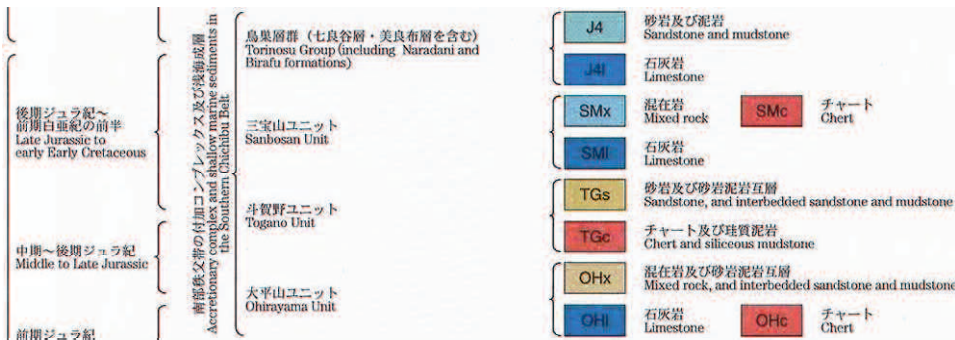 後期ジュラ紀～
前期白亜紀の前半
Late Jurassic to
early Early Cretaceous
中期～後期ジュラ紀
Middle to Late Jurassic
前期ジュラ紀
南部秩父帯の付加コンプレックス及び浅海成層
Accretionary complex and shallow marine sediments in
the Southern Chichibu Belt
鳥巣層群（七良谷層・美良布層を含む）
Torinosu Group (including Naradani and
Birafu formations)
三宝山ユニット
Sanbosan Unit
斗賀野ユニット
Togano Unit
大平山ユニット
Ohirayama Unit
J4 砂岩及び泥岩
Sandstone and mudstone
J4l 石灰岩
Limestone
SMx 混在岩
Mixed rock
SMc チャート
Chert
SMl 石灰岩
Limestone
TGs 砂岩及び砂岩泥岩互層
Sandstone, and interbedded sandstone and mudstone
TGc チャート及び珪質泥岩
Chert and siliceous mudstone
OHx 混在岩及び砂岩泥岩互層
Mixed rock, and interbedded sandstone and mudstone
OHl 石灰岩
Limestone
OHc チャート
Chert